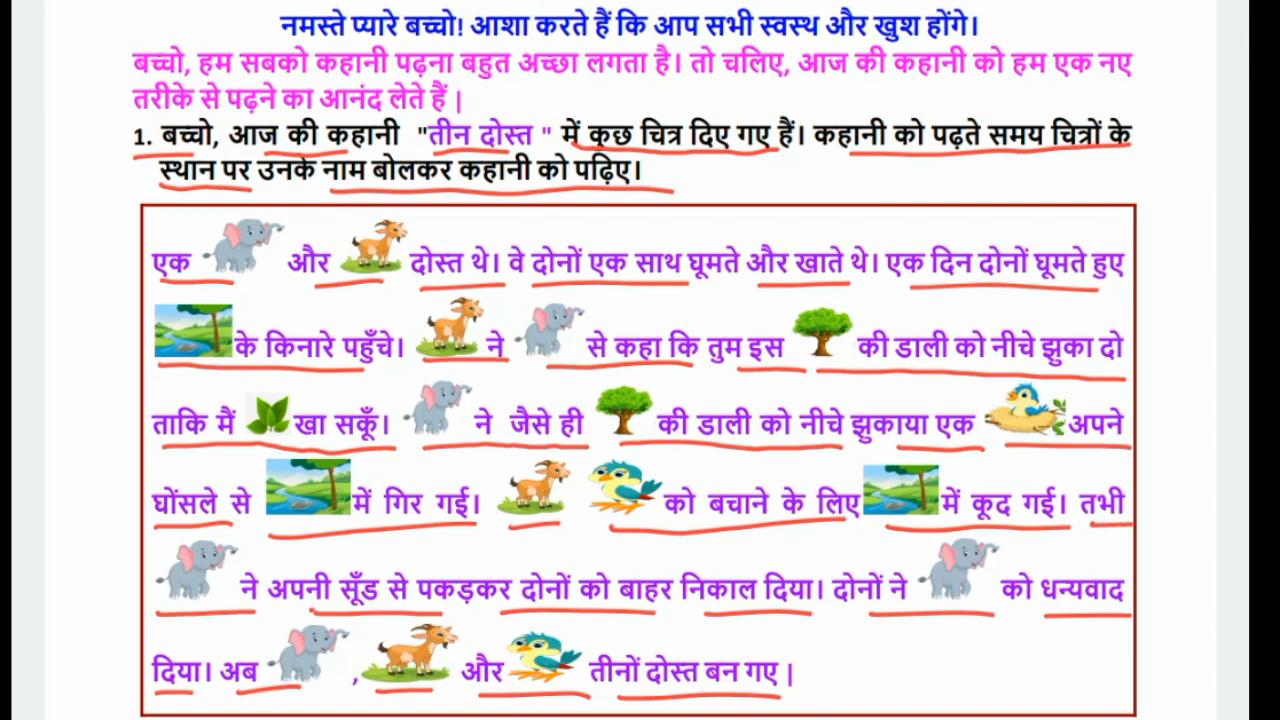 नमस्ते प्यारे बच्चो! आशा करते हैं कि आप सभी स्वस्थ और खुश होंगे।
बच्चो, हम सबको कहानी पढ़ना बहुत अच्छा लगता है। तो चलिए, आज की कहानी को हम एक नए
तरीके से पढ़ने का आनंद लेते हैं |
1. बच्चो, आज की कहानी "तीन दोस्त " में कुछ चित्र दिए गए हैं। कहानी को पढ़ते समय चित्रों के
स्थान पर उनके नाम बोलकर कहानी को पढ़िए।
एक और दोस्त थे। वे दोनों एक साथ घूमते और खाते थे। एक दिन दोनों घूमते हुए
के किनारे पहुँचे। ने से कहा कि तुम इस की डाली को नीचे झुका दो
ताकि मैं खा सकूँ। ने जैसे ही की डाली को नीचे झुकाया एक अपने
घोंसले से में गिर गई। को बचाने के लिए में कूद गई। तभी
ने अपनी सूँड से पकड़कर दोनों को बाहर निकाल दिया। दोनों ने को धन्यवाद
दिया। अब , और तीनों दोस्त बन गए |